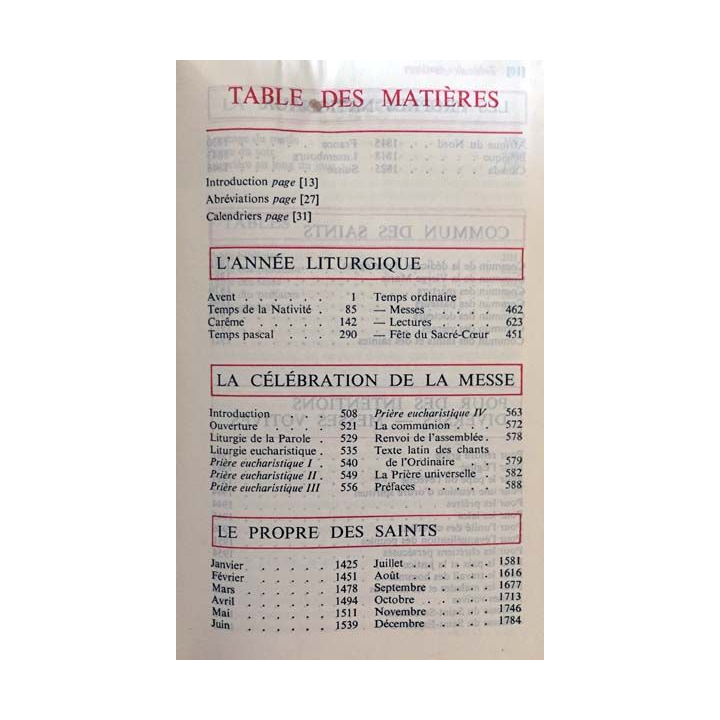 TABLE DES MATIÈRES
Introduction page [13]
Abréviations page [27]
Calendriers page [31]
L'ANNÉE LITURGIQUE
Avent . . . . . . 1
Temps de la Nativité . 85
Carême . . . . . 142
Temps pascal . . . 290
Temps ordinaire
— Messes . . . . 462
— Lectures . . . . 623
— Fête du Sacré-Cœur 451
LA CÉLÉBRATION DE LA MESSE
Introduction . . . . 508
Ouverture . . . . . 521
Liturgie de la Parole . 529
Liturgie eucharistique . 535
Prière eucharistique I . 540
Prière eucharistique II . 549
Prière eucharistique III . 556
Prière eucharistique IV . 563
La communion . . . . 572
Renvoi de l'assemblée . 578
Texte latin des chants
de l'Ordinaire . . . 579
La Prière universelle . 582
Préfaces . . . . . 588
LE PROPRE DES SAINTS
Janvier . . . . . 1425
Février . . . . . 1451
Mars . . . . . 1478
Avril . . . . . 1494
Mai . . . . . . 1511
Juin . . . . . . 1539
Juillet . . . . . . 1581
Août . . . . . . 1616
Septembre . . . . . 1677
Octobre . . . . . 1713
Novembre . . . . . 1746
Décembre . . . . . 1784